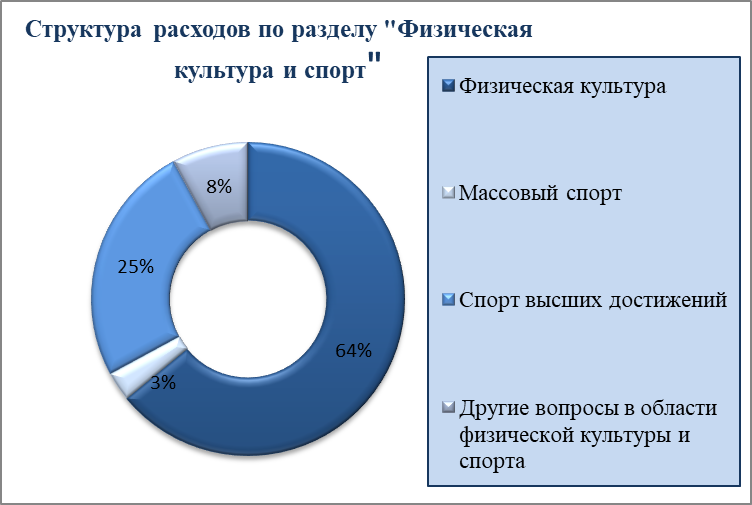 Структура расходов по разделу "Физическая
культура и спорт"
8%
25%
64%
3%
Физическая культура
Массовый спорт
Спорт высших достижений
Другие вопросы в области
физической культуры и
спорта